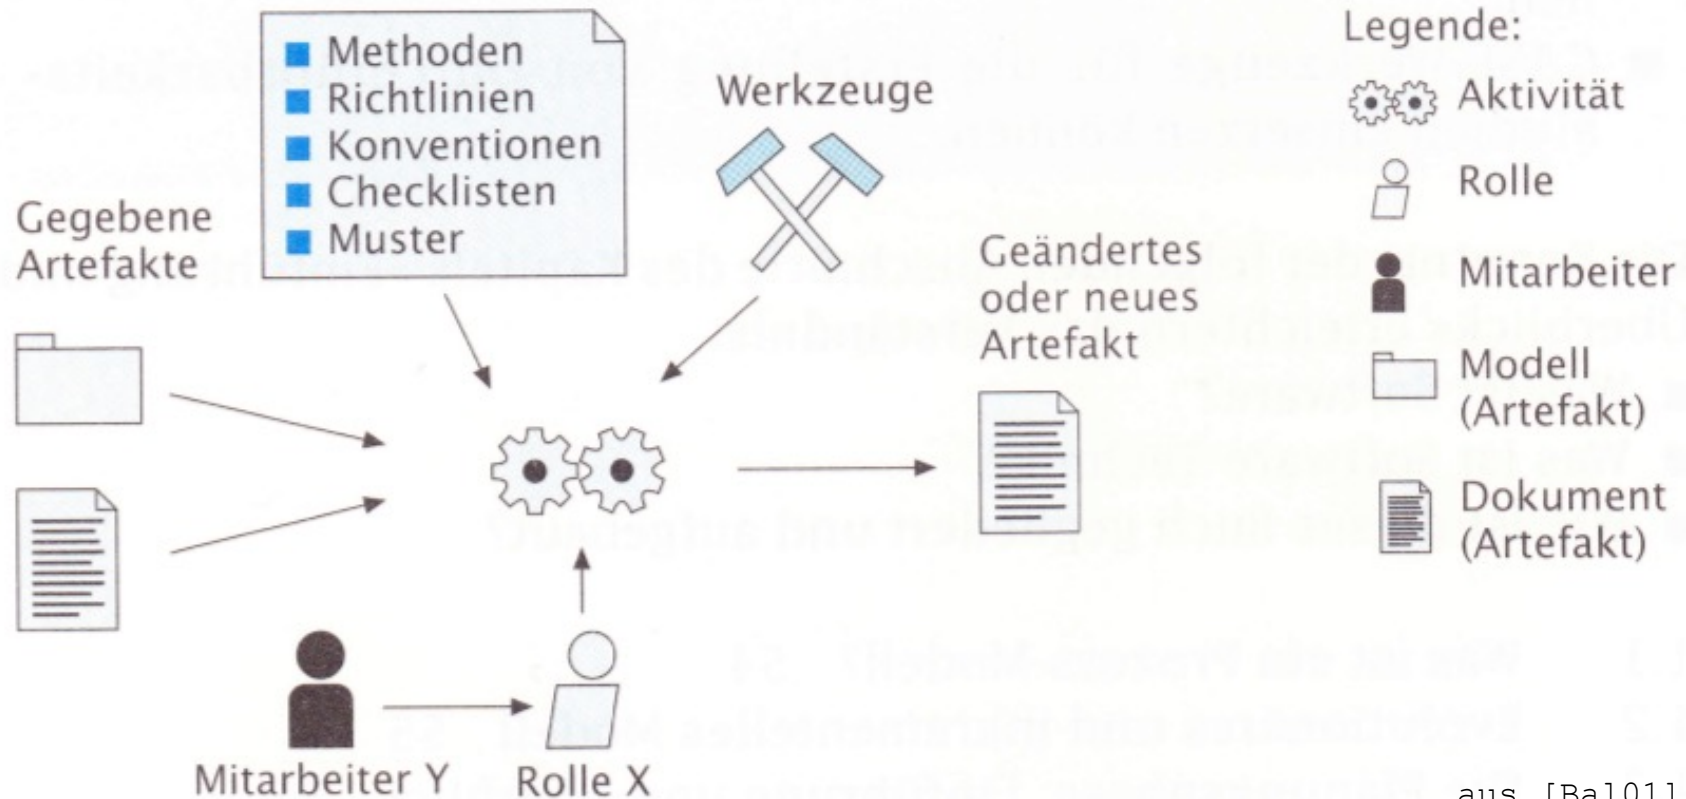 Methoden
Richtlinien
Konventionen
Checklisten
Muster
Werkzeuge
Gegebene
Artefakte
Geändertes
oder neues
Artefakt
Mitarbeiter Y
Rolle X
Legende:
Aktivität
Rolle
Mitarbeiter
Modell
(Artefakt)
Dokument
(Artefakt)
aus [Bal01]